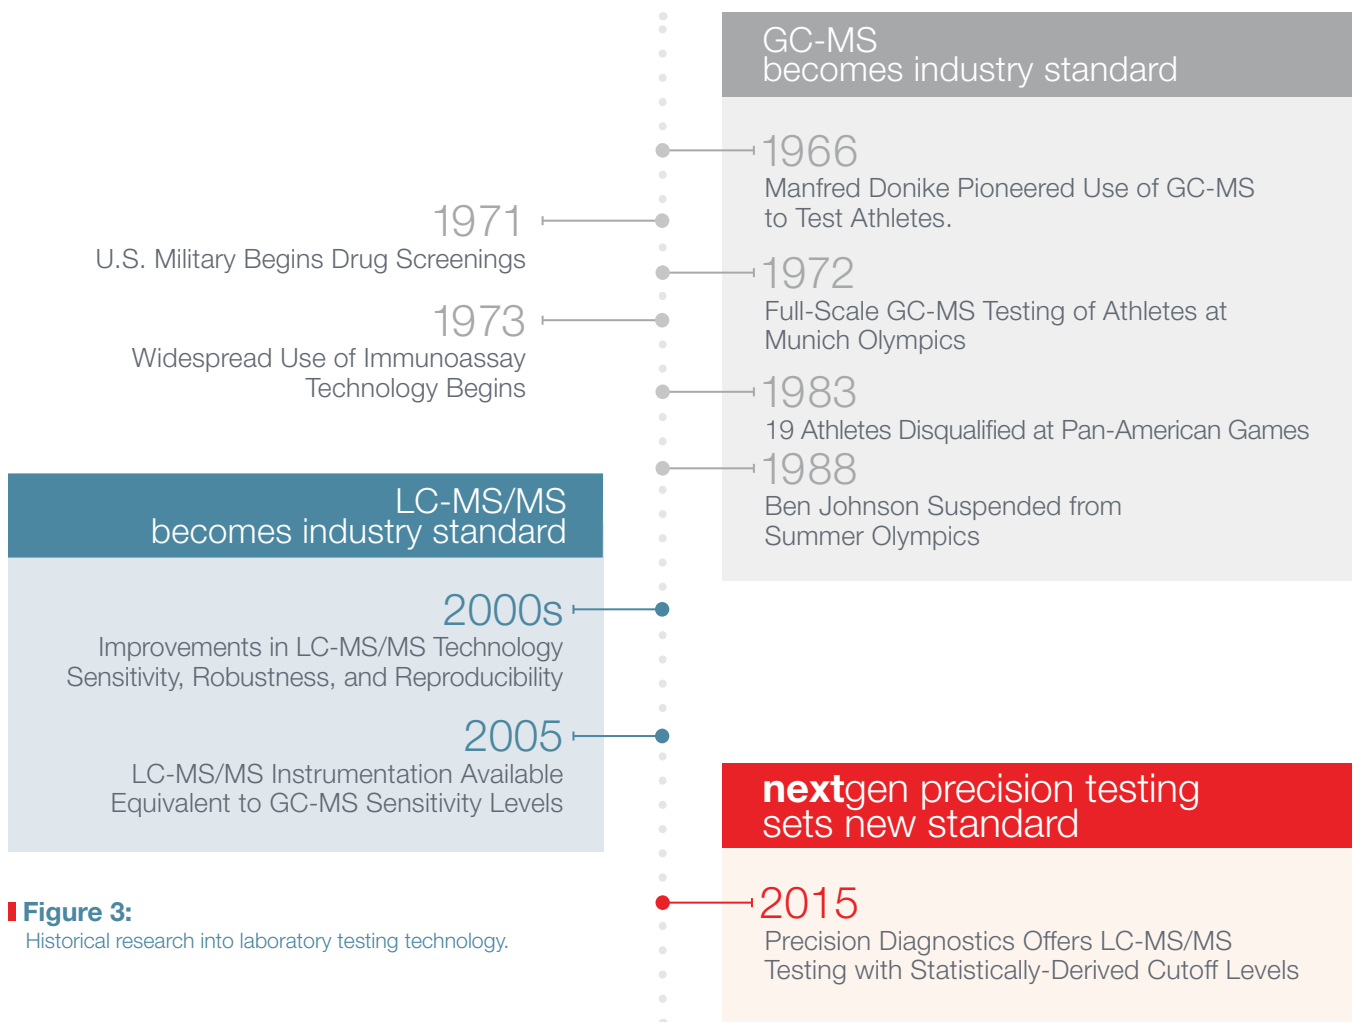 GC-MS
becomes industry standard
1966
Manfred Donike Pioneered Use of GC-MS
to Test Athletes.
1971
U.S. Military Begins Drug Screenings
1972
Full-Scale GC-MS Testing of Athletes at
Munich Olympics
1973
Widespread Use of Immunoassay
Technology Begins
1983
19 Athletes Disqualified at Pan-American Games
1988
Ben Johnson Suspended from
Summer Olympics
LC-MS/MS
becomes industry standard
2000s
Improvements in LC-MS/MS Technology
Sensitivity, Robustness, and Reproducibility
2005
LC-MS/MS Instrumentation Available
Equivalent to GC-MS Sensitivity Levels
nextgen precision testing
sets new standard
2015
Precision Diagnostics Offers LC-MS/MS
Testing with Statistically-Derived Cutoff Levels
Figure 3:
Historical research into laboratory testing technology.